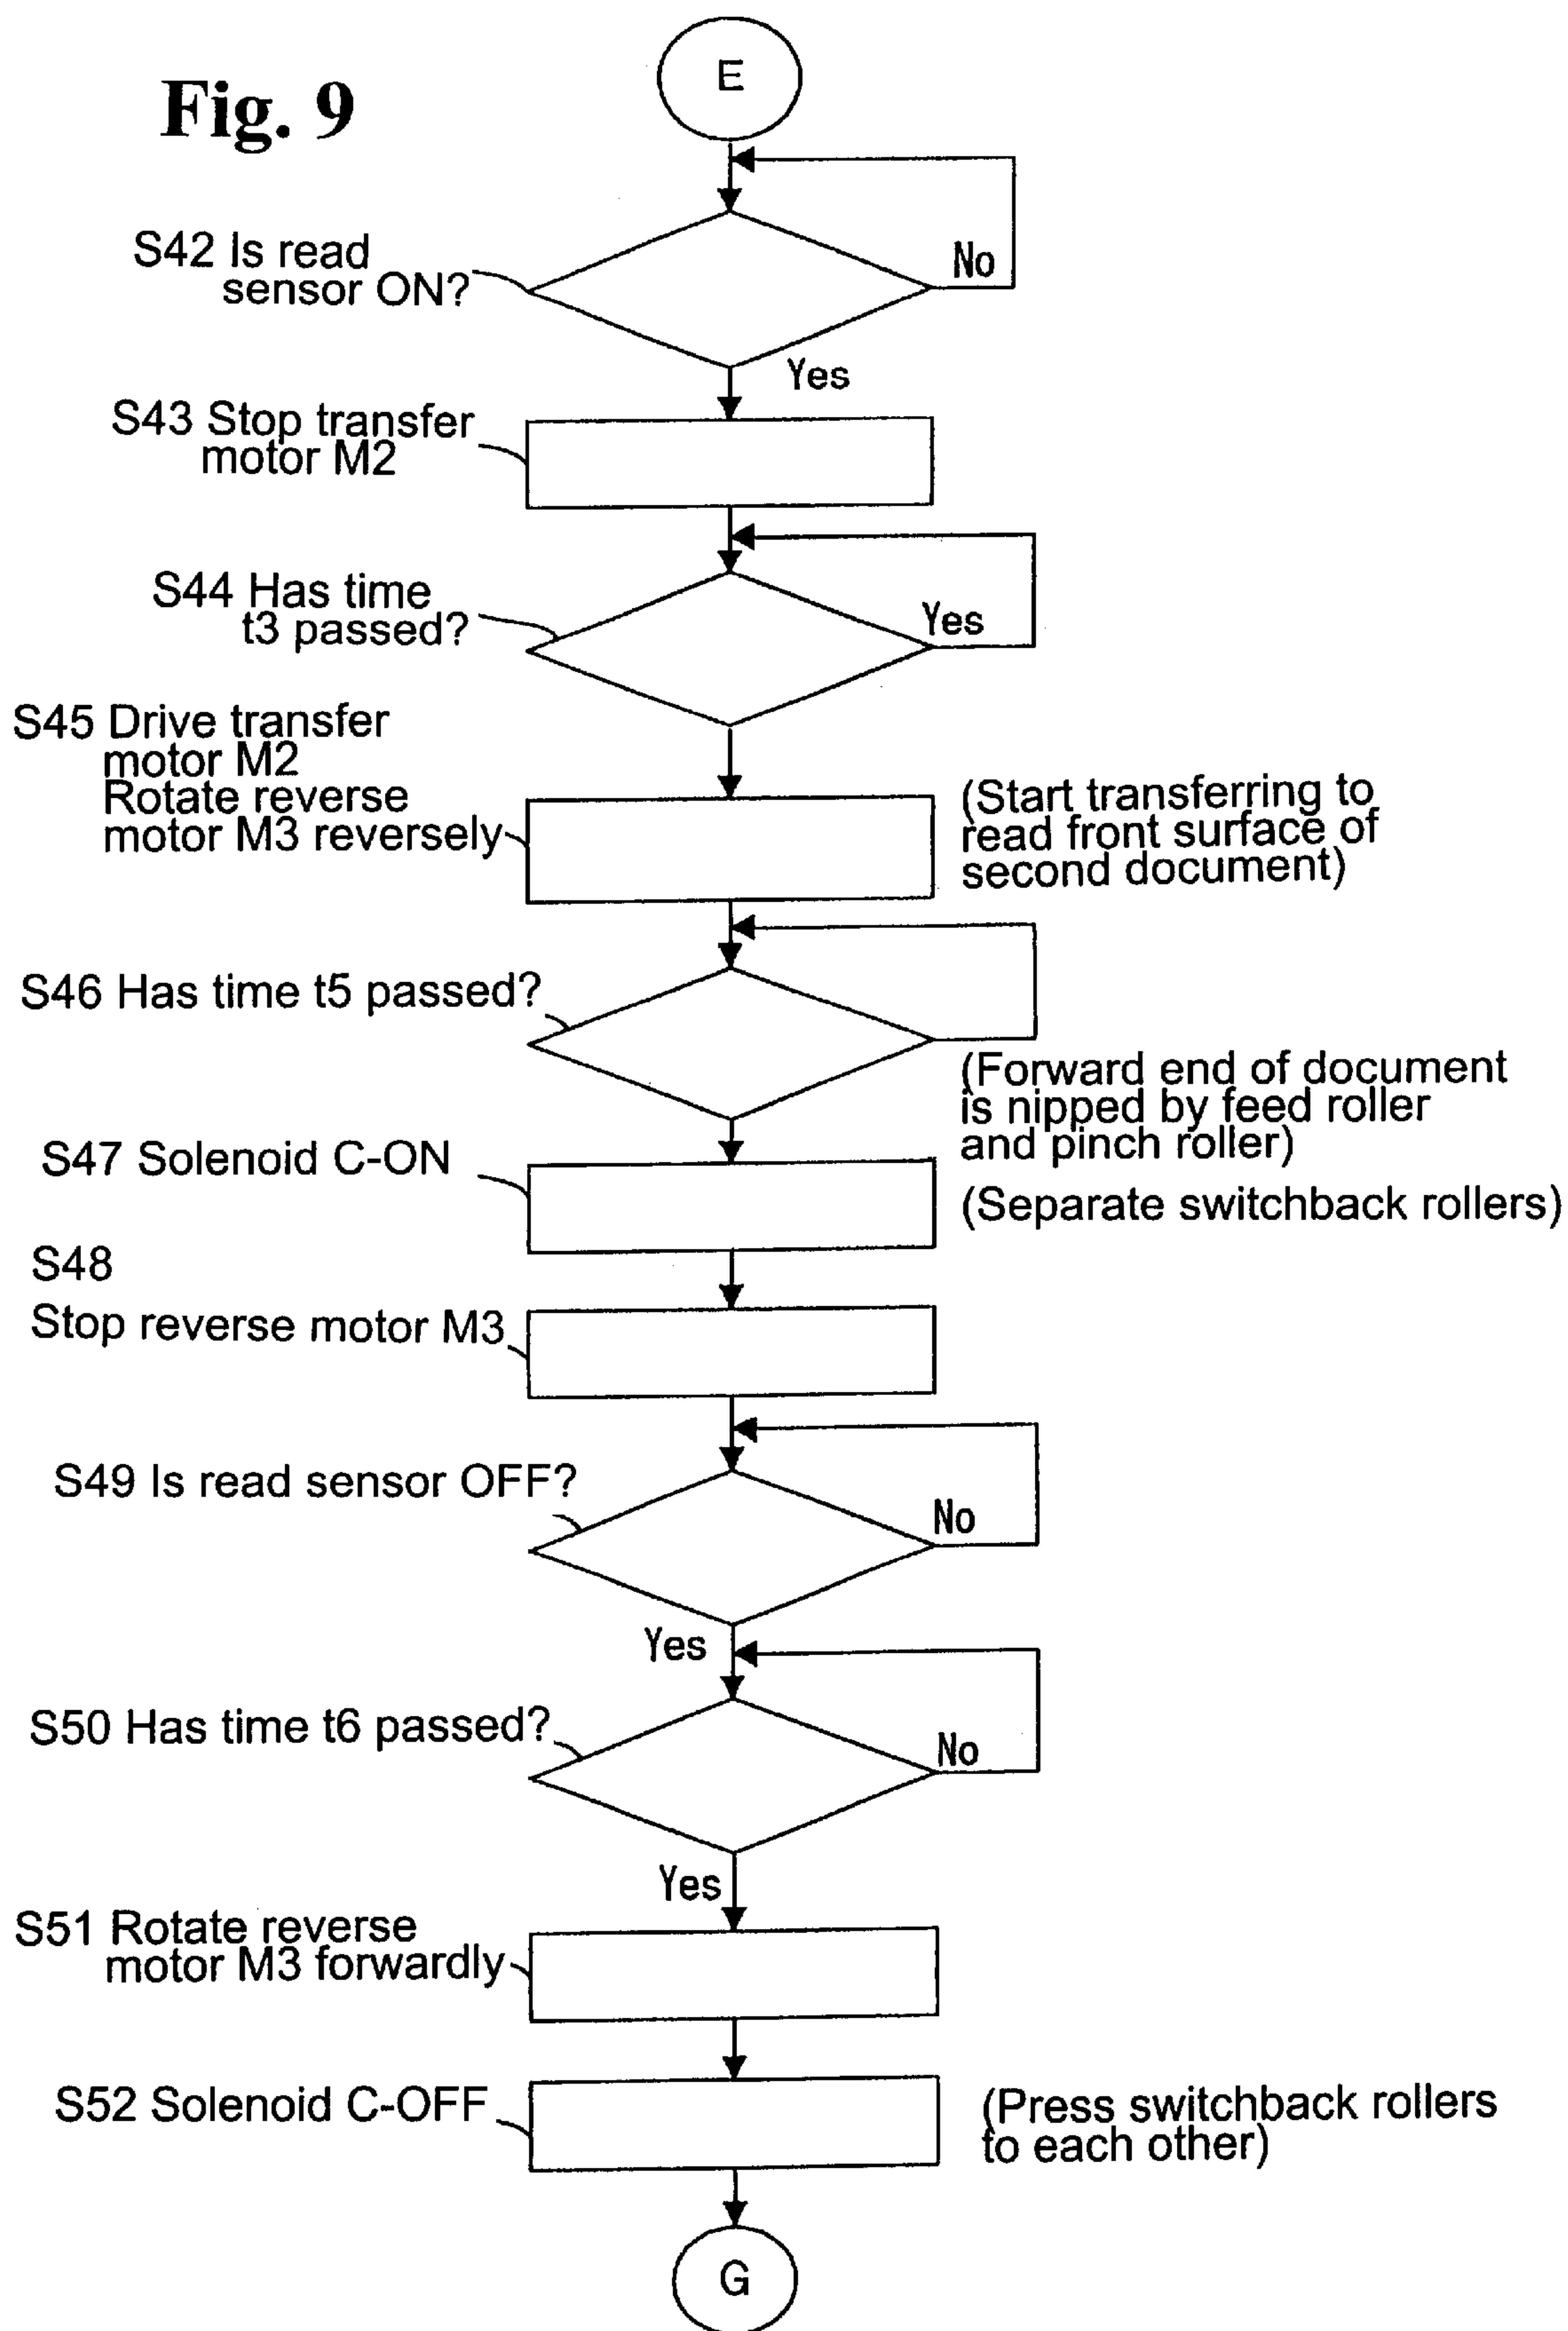 Fig. 9
E
S42 Is read
sensor ON?
No
Yes
S43 Stop transfer
motor M2
S44 Has time
t3 passed?
Yes
S45 Drive transfer
motor M2
Rotate reverse
motor M3 reversely
(Start transferring to
read front surface of
second document)
S46 Has time t5 passed?
(Forward end of document
is nipped by feed roller
and pinch roller)
S47 Solenoid C-ON
(Separate switchback rollers)
S48
Stop reverse motor M3
S49 Is read sensor OFF?
No
Yes
S50 Has time t6 passed?
No
Yes
S51 Rotate reverse
motor M3 forwardly
S52 Solenoid C-OFF
(Press switchback rollers
to each other)
G